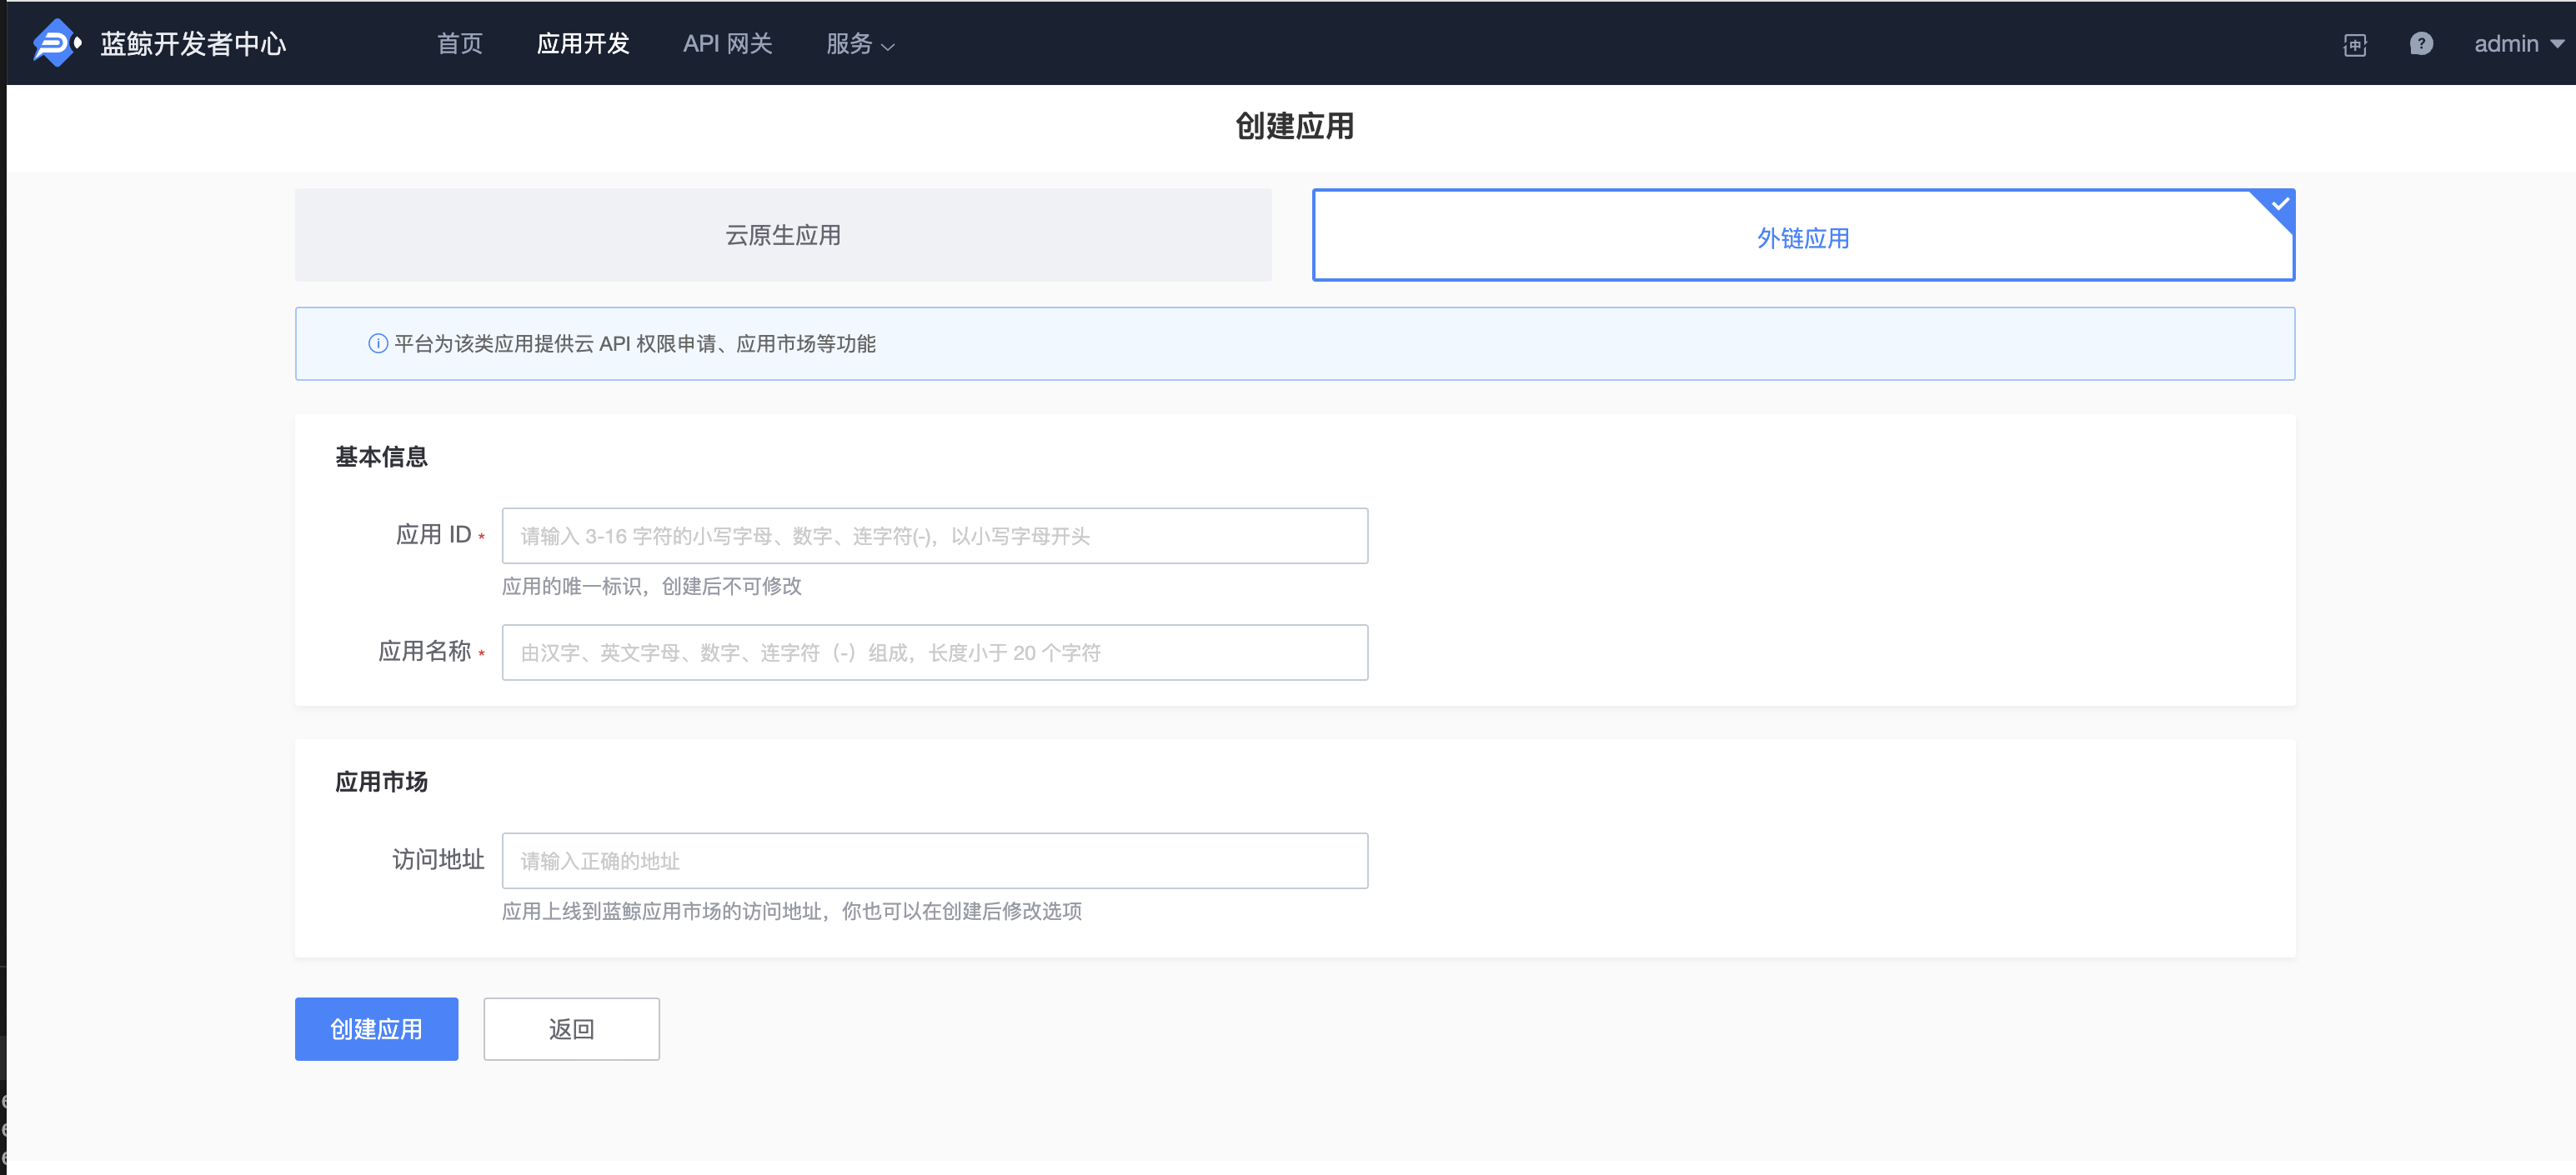 蓝鲸开发者中心 首页 应用开发 API 网关 服务 admin
创建应用
云原生应用 外链应用
平台为该类应用提供云 API 权限申请、应用市场等功能
基本信息
应用 ID * 请输入 3-16 字符的小写字母、数字、连字符(-)，以小写字母开头
应用的唯一标识，创建后不可修改
应用名称 * 由汉字、英文字母、数字、连字符（-）组成，长度小于 20 个字符
应用市场
访问地址 请输入正确的地址
应用上线到蓝鲸应用市场的访问地址，你也可以在创建后修改选项
创建应用 返回